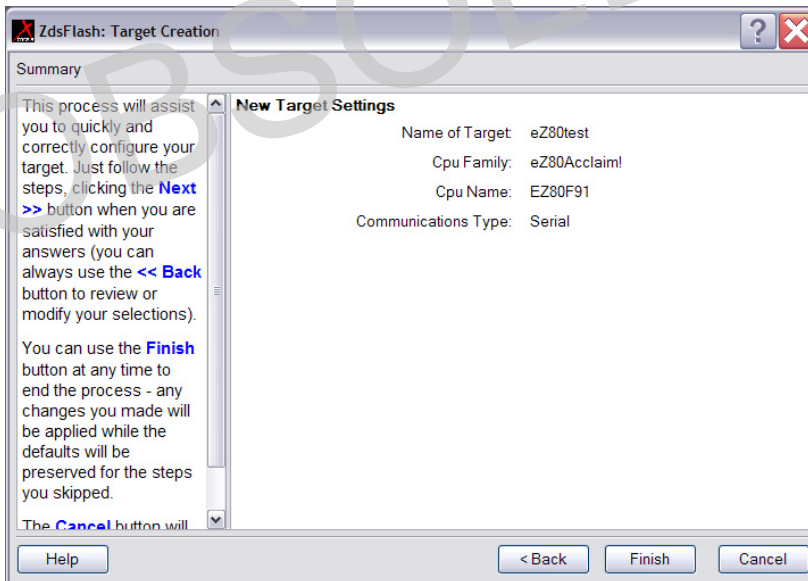 ZdsFlash: Target Creation
Summary
This process will assist
you to quickly and
correctly configure your
target. Just follow the
steps, clicking the Next
>> button when you are
satisfied with your
answers (you can
always use the << Back
button to review or
modify your selections).
You can use the Finish
button at any time to
end the process - any
changes you made will
be applied while the
defaults will be
preserved for the steps
you skipped.
The Cancel button will
New Target Settings
Name of Target: eZ80test
Cpu Family: eZ80Acclaim!
Cpu Name: EZ80F91
Communications Type: Serial
Help
< Back
Finish
Cancel